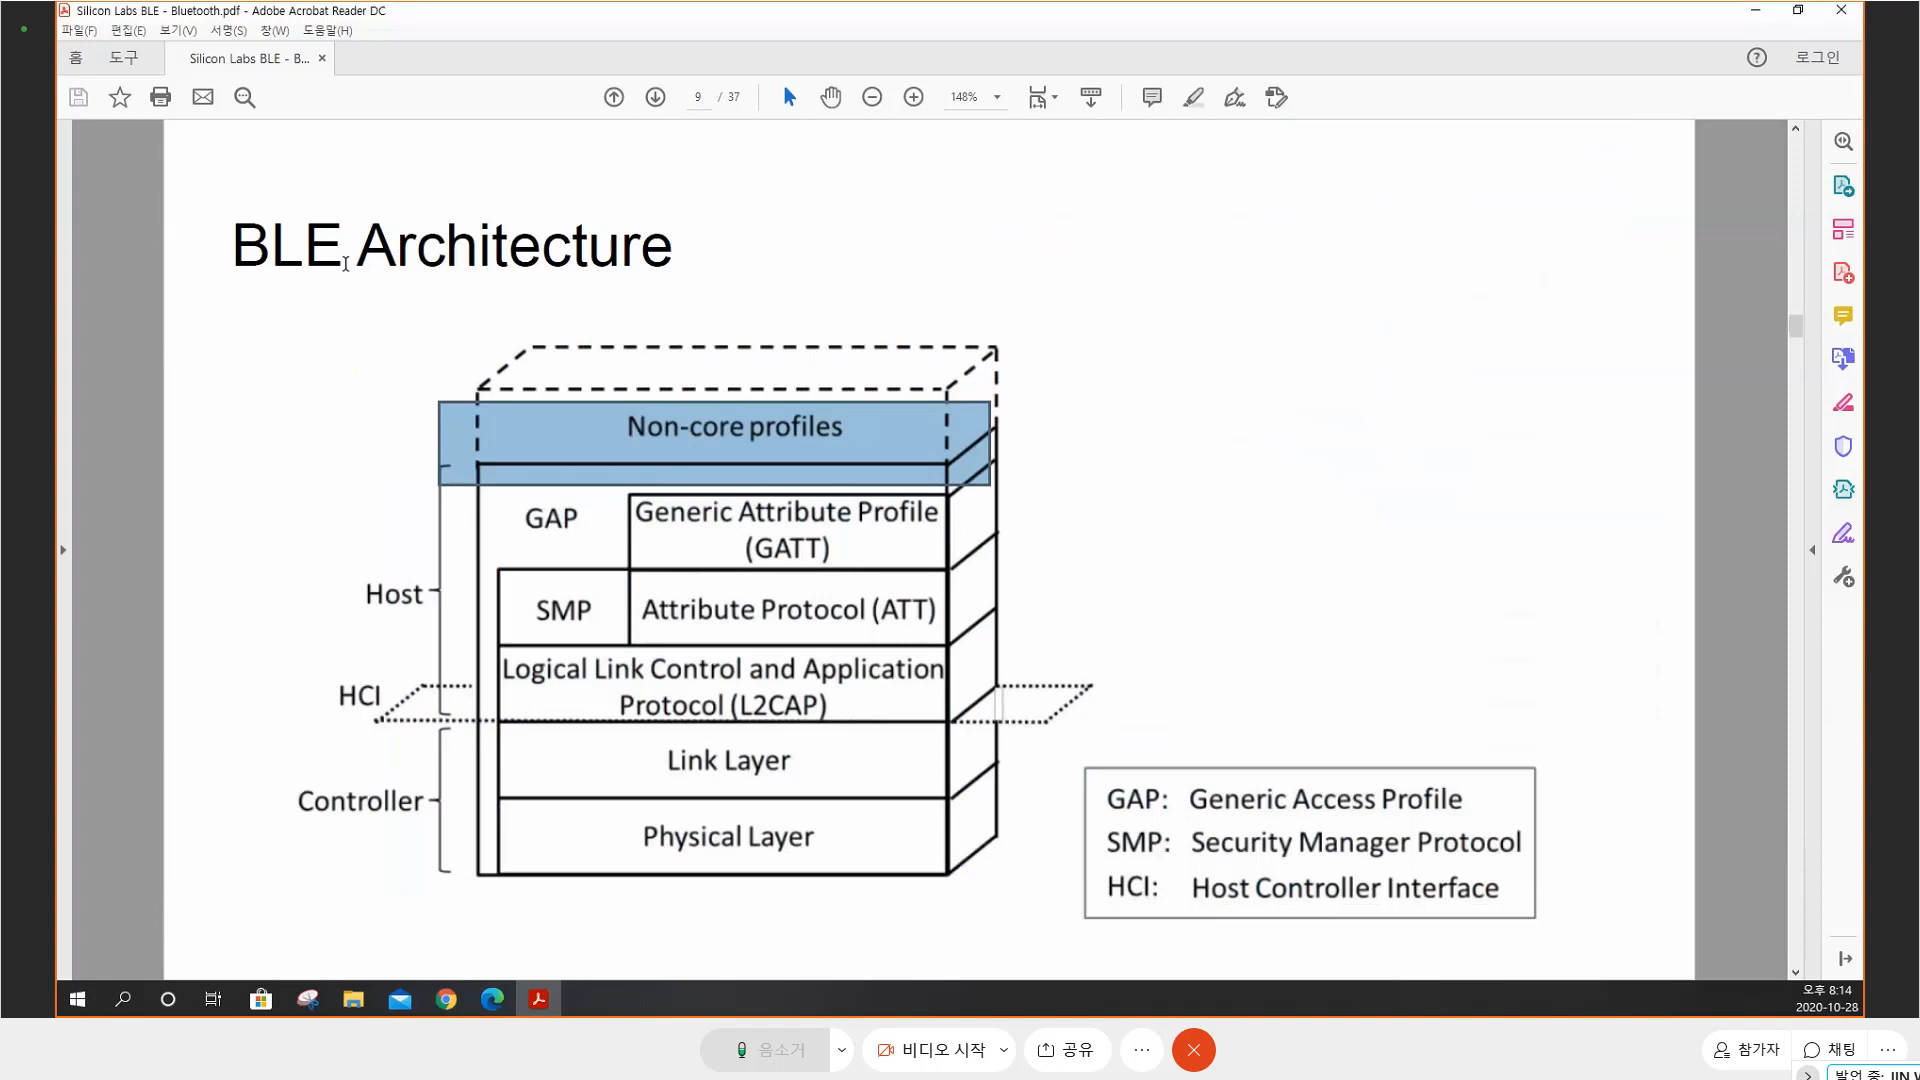 Silicon Labs BLE - Bluetooth.pdf - Adobe Acrobat Reader DC
파일(F) 편집(E) 보기(V) 서명(S) 창(W) 도움말(H)
홈 도구 Silicon Labs BLE - B... × 로그인
9 / 37 148%
BLE Architecture
Non-core profiles
GAP
Generic Attribute Profile
(GATT)
Host
SMP
Attribute Protocol (ATT)
Logical Link Control and Application
Protocol (L2CAP)
HCI
Link Layer
Controller
Physical Layer
GAP: Generic Access Profile
SMP: Security Manager Protocol
HCI: Host Controller Interface
오후 8:14
2020-10-28
음소거 비디오 시작 공유 참가자 채팅
발언 중: JIN